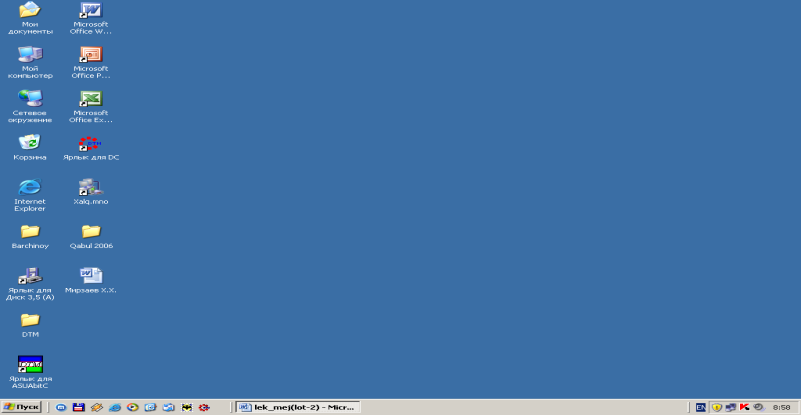 Мои
документы
Microsoft
Office W...
Мой
компьютер
Microsoft
Office P...
Сетевое
окружение
Microsoft
Office Ex...
Корзина
Ярлык для DC
Internet
Explorer
Xalq.mno
Barchinoy
Qabul 2006
Ярлык для
Диск 3,5 (A)
Мирзаев Х.Х.
DTM
Ярлык для
ASUAbitC
Пуск
lek_mej(lot-2) - Micr...
EN
8:58